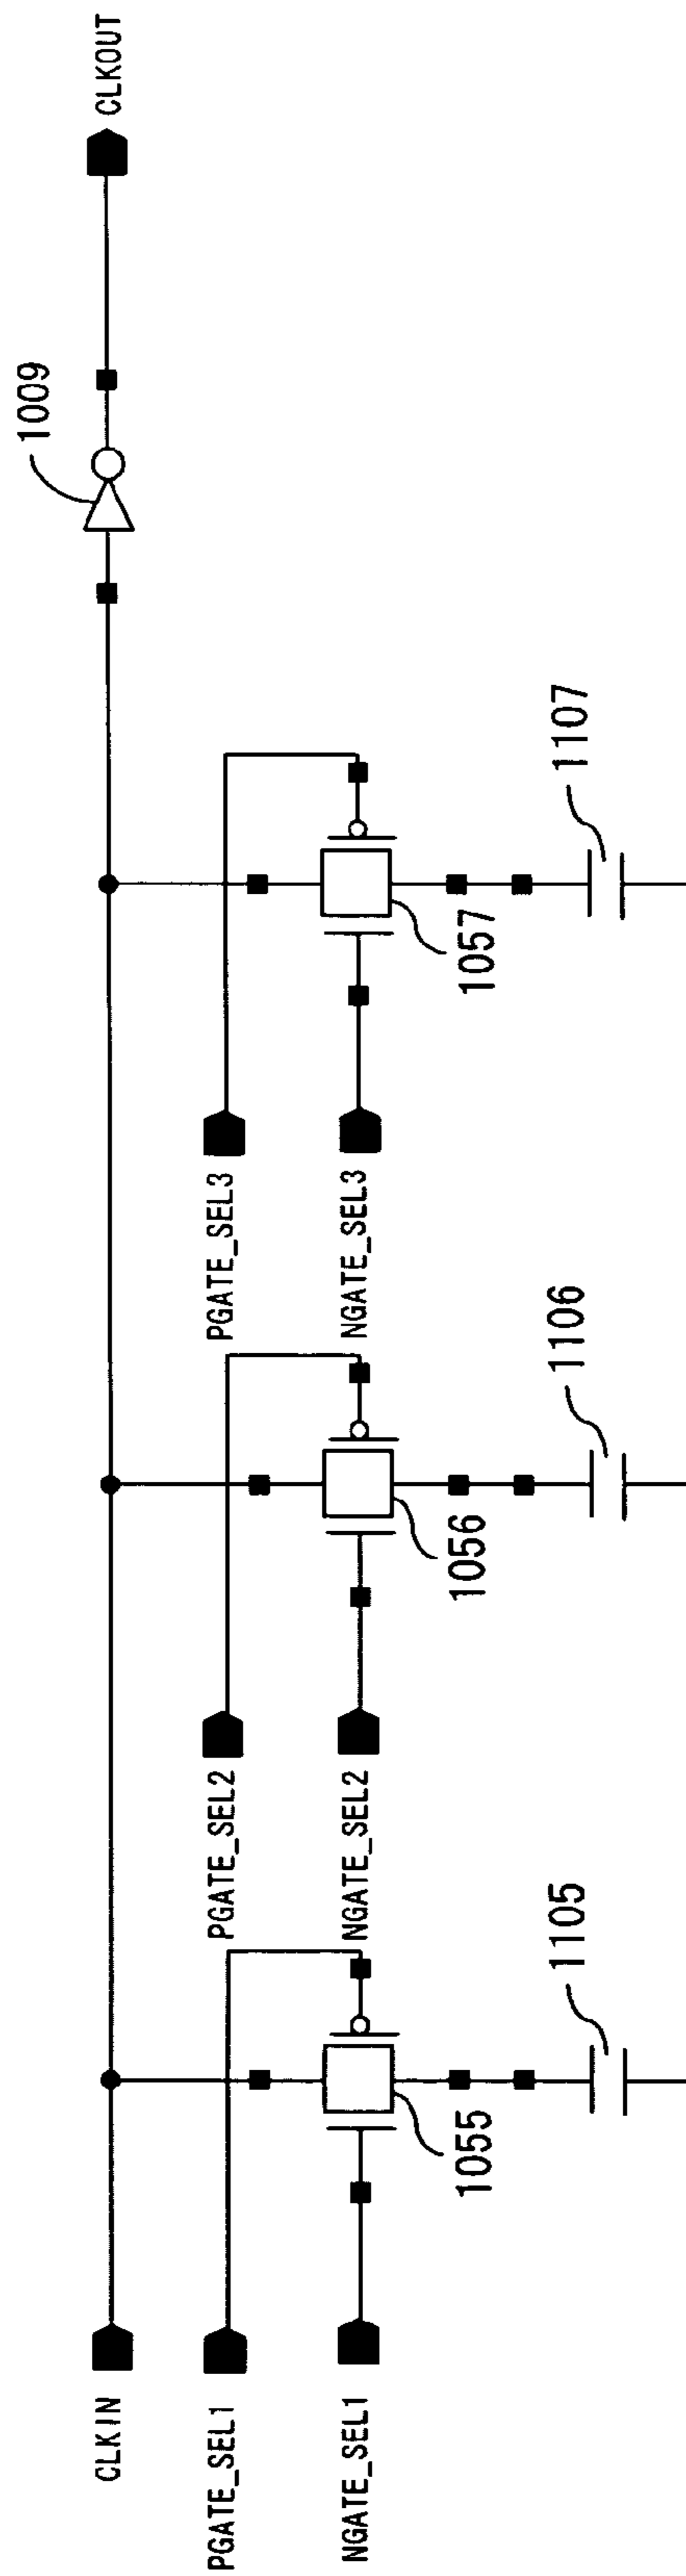 CLKIN
PGATE_SEL1
NGATE_SEL1
1055
1105
PGATE_SEL2
NGATE_SEL2
1056
1106
PGATE_SEL3
NGATE_SEL3
1057
1107
1009
CLKOUT